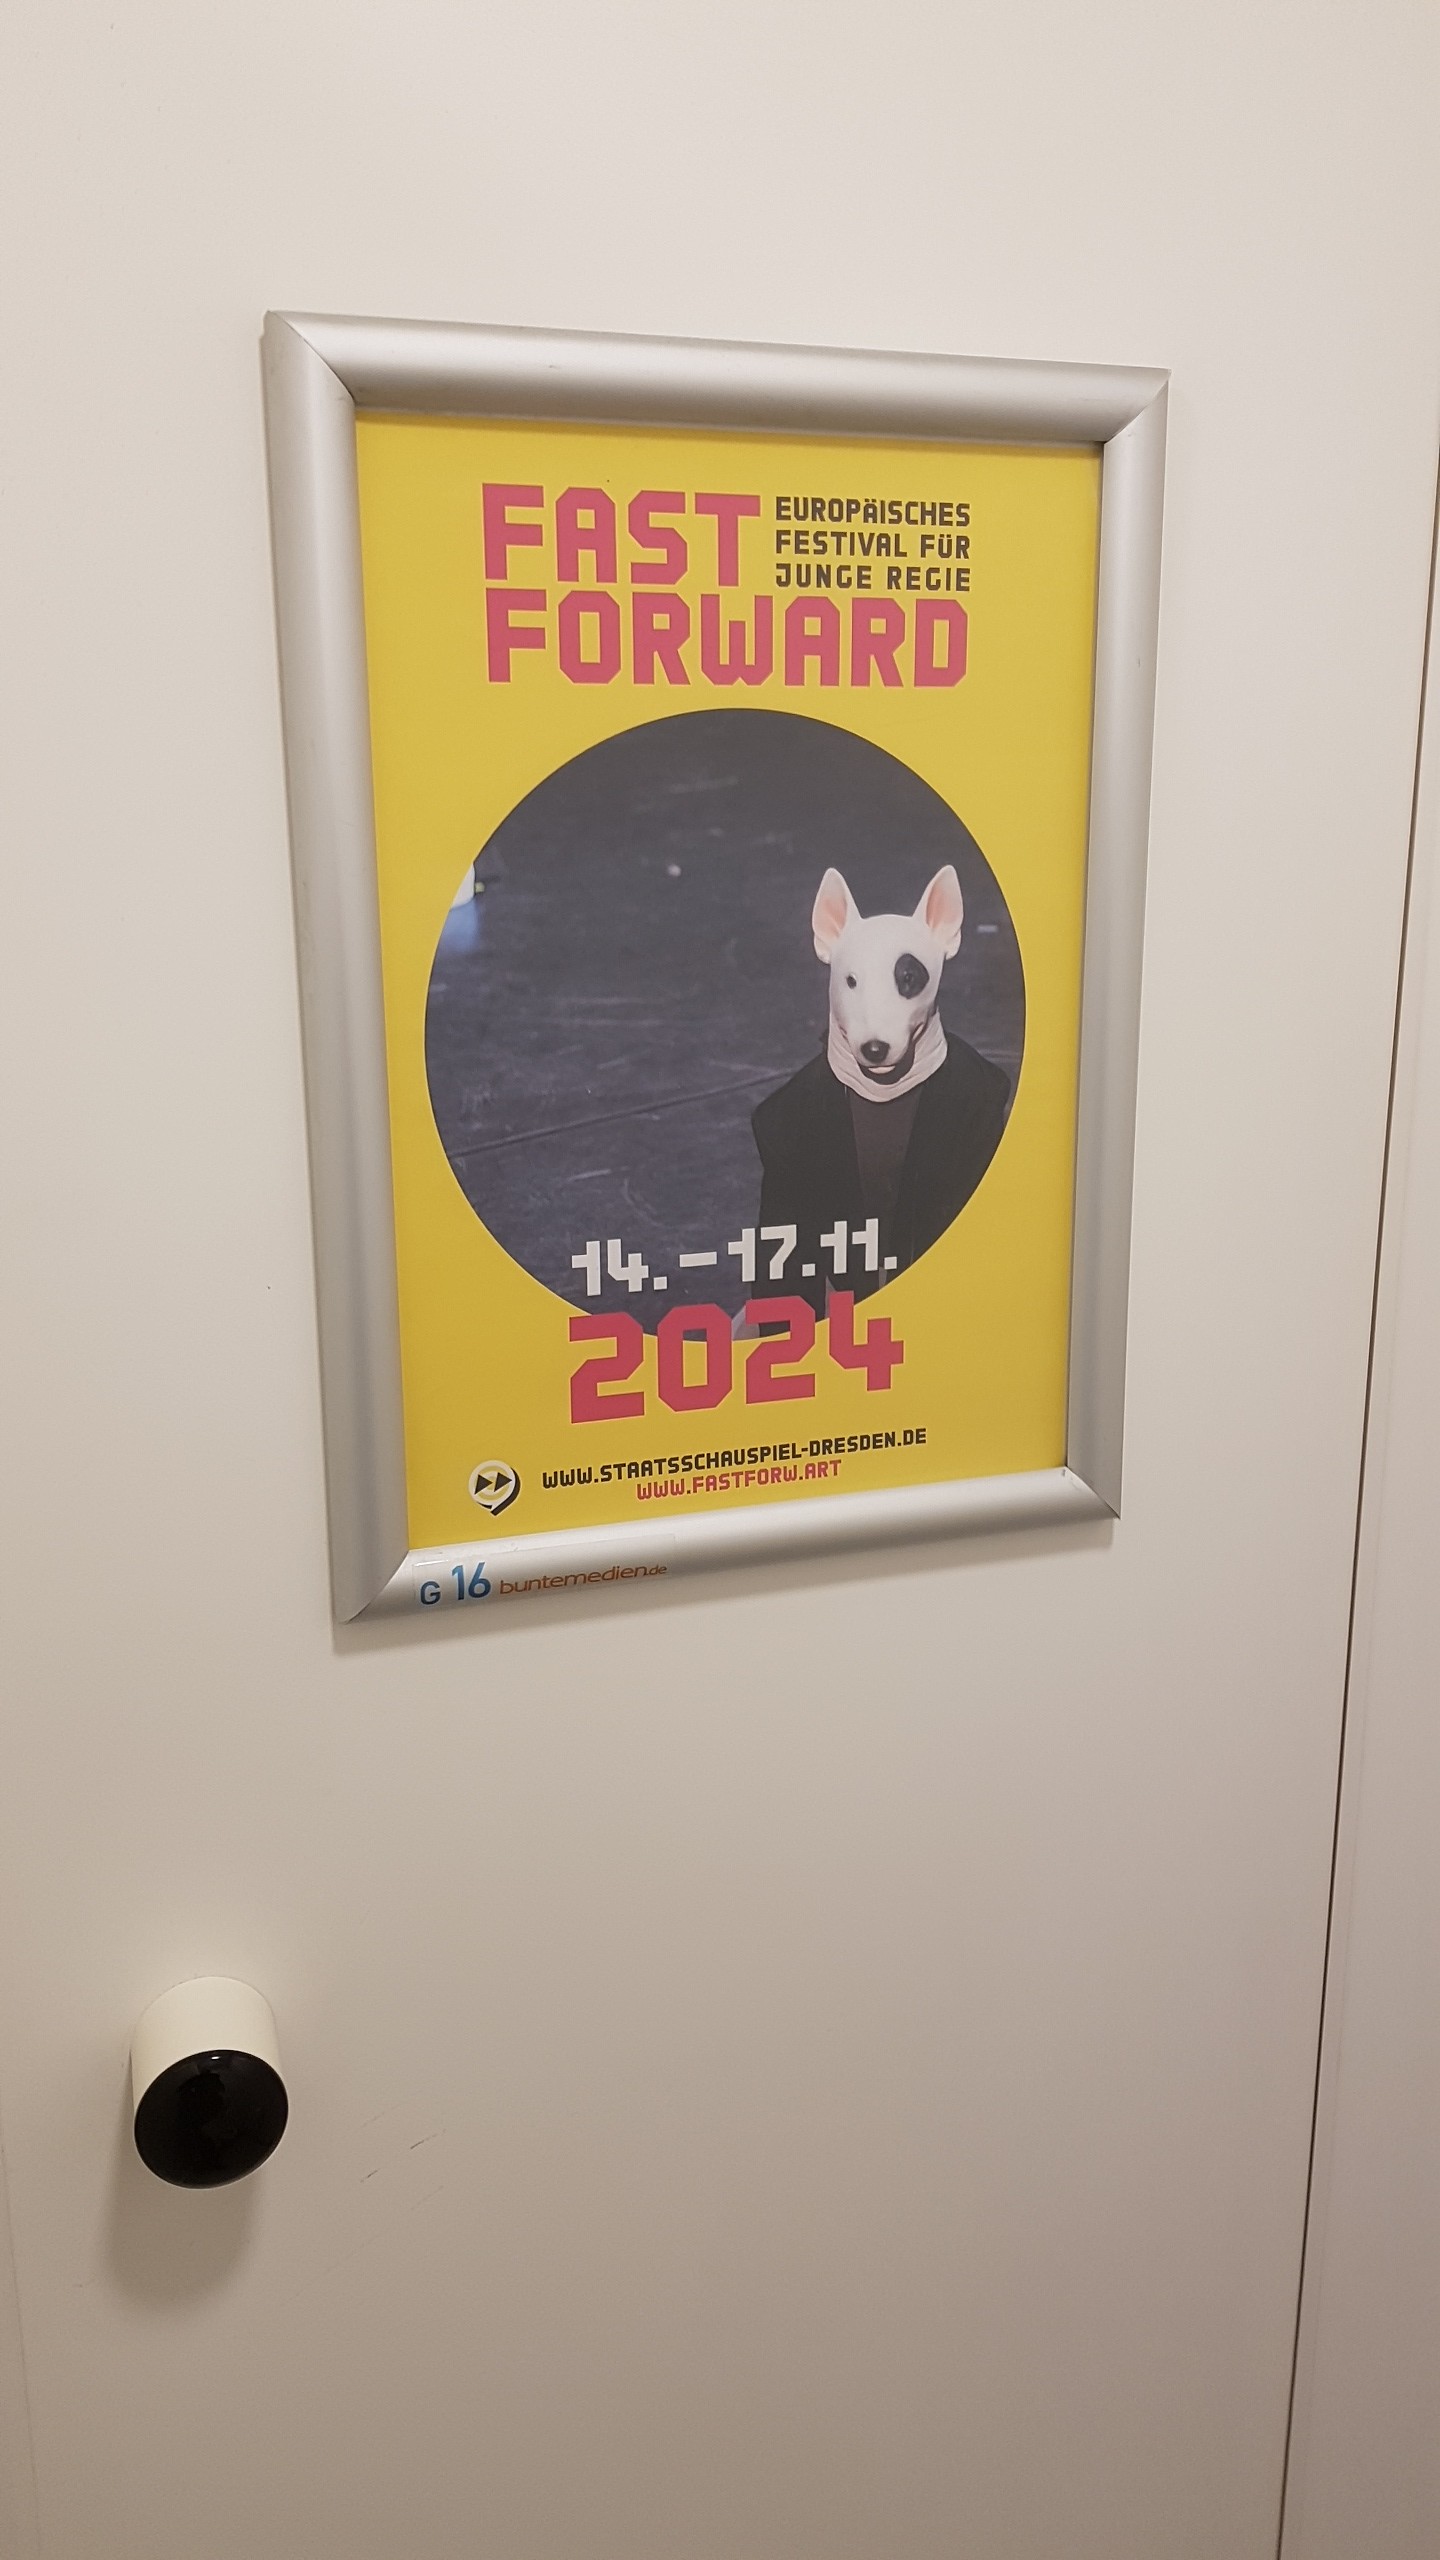 FAST
EUROPÄISCHES
FESTIVAL FÜR
JUNGE REGIE
FORWARD
14.–17.11.
2024
WWW.STAATSSCHAUSPIEL-DRESDEN.DE
WWW.FASTFORW.ART
G 16 buntemedien.de